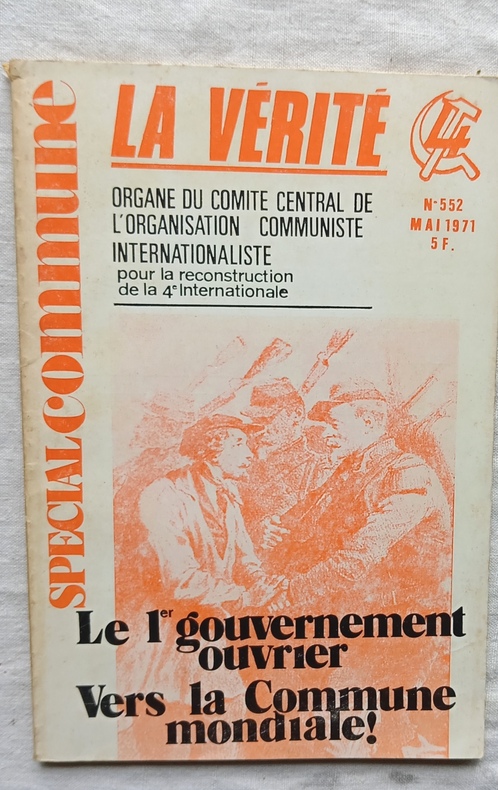 SPECIAL commune
LA VÉRITÉ
4
ORGANE DU COMITE CENTRAL DE
L'ORGANISATION COMMUNISTE
INTERNATIONALISTE
pour la reconstruction
de la 4e Internationale
N° 552
MAI 1971
5 F.
Le 1er gouvernement
ouvrier
Vers la Commune
mondiale!